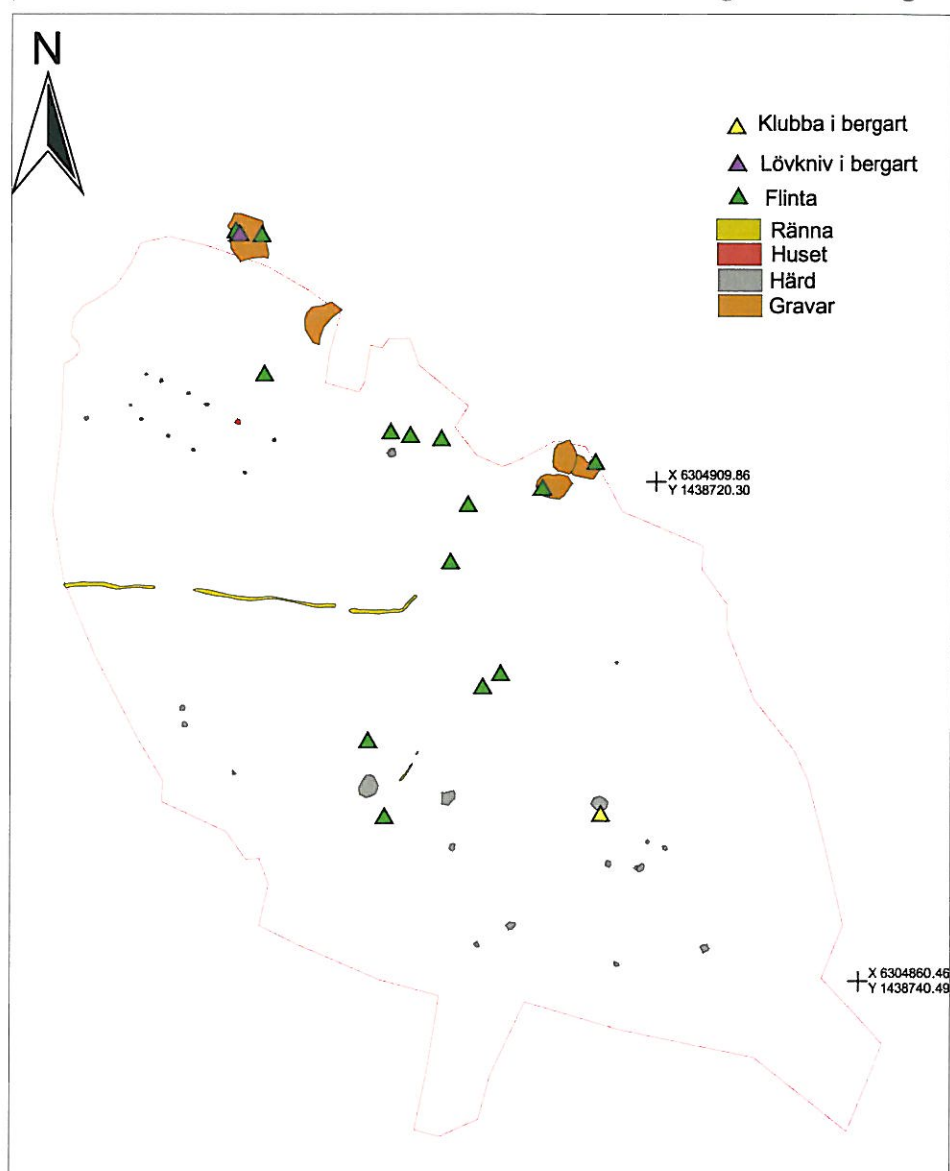 N
Klubba i bergart
Lövkniv i bergart
Flinta
Ränna
Huset
Härd
Gravar
X 6304909.86
Y 1438720.30
X 6304860.46
Y 1438740.49